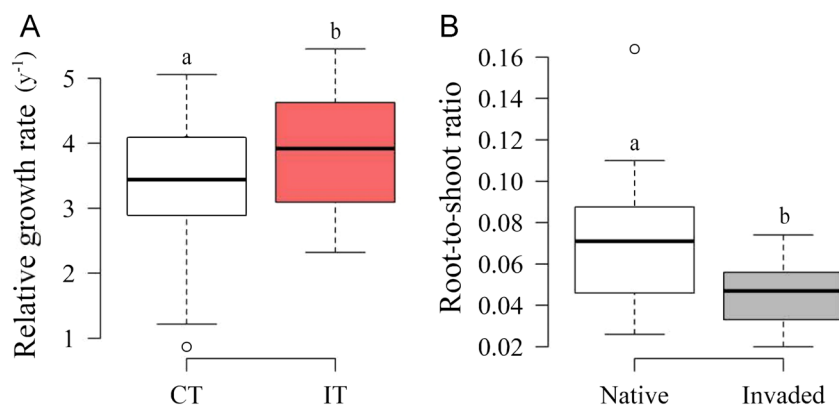 A
Relative growth rate (y⁻¹)
5
4
3
2
1
a
b
CT
IT
B
Root-to-shoot ratio
0.16
0.14
0.12
0.10
0.08
0.06
0.04
0.02
a
b
Native
Invaded